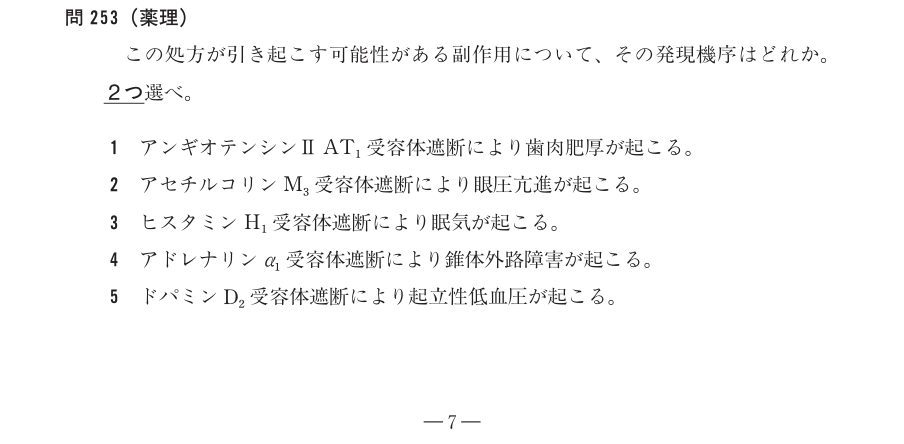 問 253（薬理）
この処方が引き起こす可能性がある副作用について、その発現機序はどれか。
２つ選べ。
1 アンギオテンシンⅡ AT₁ 受容体遮断により歯肉肥厚が起こる。
2 アセチルコリン M₃ 受容体遮断により眼圧亢進が起こる。
3 ヒスタミン H₁ 受容体遮断により眠気が起こる。
4 アドレナリン α₁ 受容体遮断により錐体外路障害が起こる。
5 ドパミン D₂ 受容体遮断により起立性低血圧が起こる。
― 7 ―